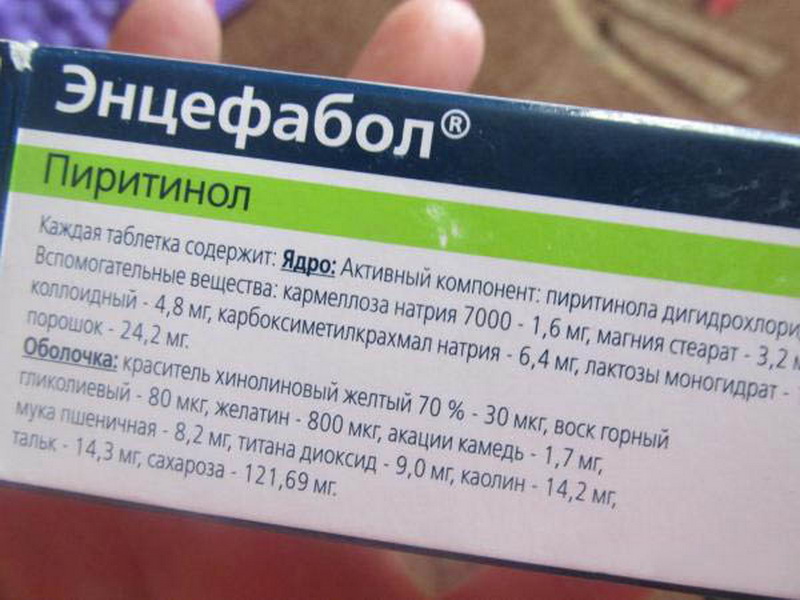 Энцефабол®
Пиритинол
Каждая таблетка содержит: Ядро: Активный компонент: пиритинола
Вспомогательные вещества: кармеллоза натрия 7000 - 1,6 мг, магния стеарат - 3,2
коллоидный - 4,8 мг, карбоксиметилкрахмал натрия - 6,4 мг, лактозы моногидрат -
порошок - 24,2 мг.
Оболочка: краситель хинолиновый желтый 70 % - 30 мкг, воск горный
гликолиевый - 80 мкг, желатин - 800 мкг, акации камедь - 1,7 мг,
мука пшеничная - 8,2 мг, титана диоксид - 9,0 мг, каолин - 14,2 мг,
тальк - 14,3 мг, сахароза - 121,69 мг.